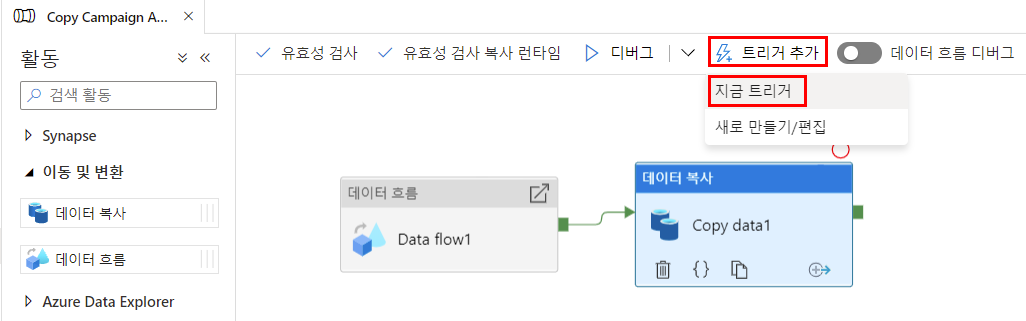 Copy Campaign A...
활동
검색 활동
Synapse
이동 및 변환
데이터 복사
데이터 흐름
Azure Data Explorer
유효성 검사 유효성 검사 복사 런타임 디버그 트리거 추가 데이터 흐름 디버그
지금 트리거
새로 만들기/편집
데이터 흐름
Data flow1
데이터 복사
Copy data1